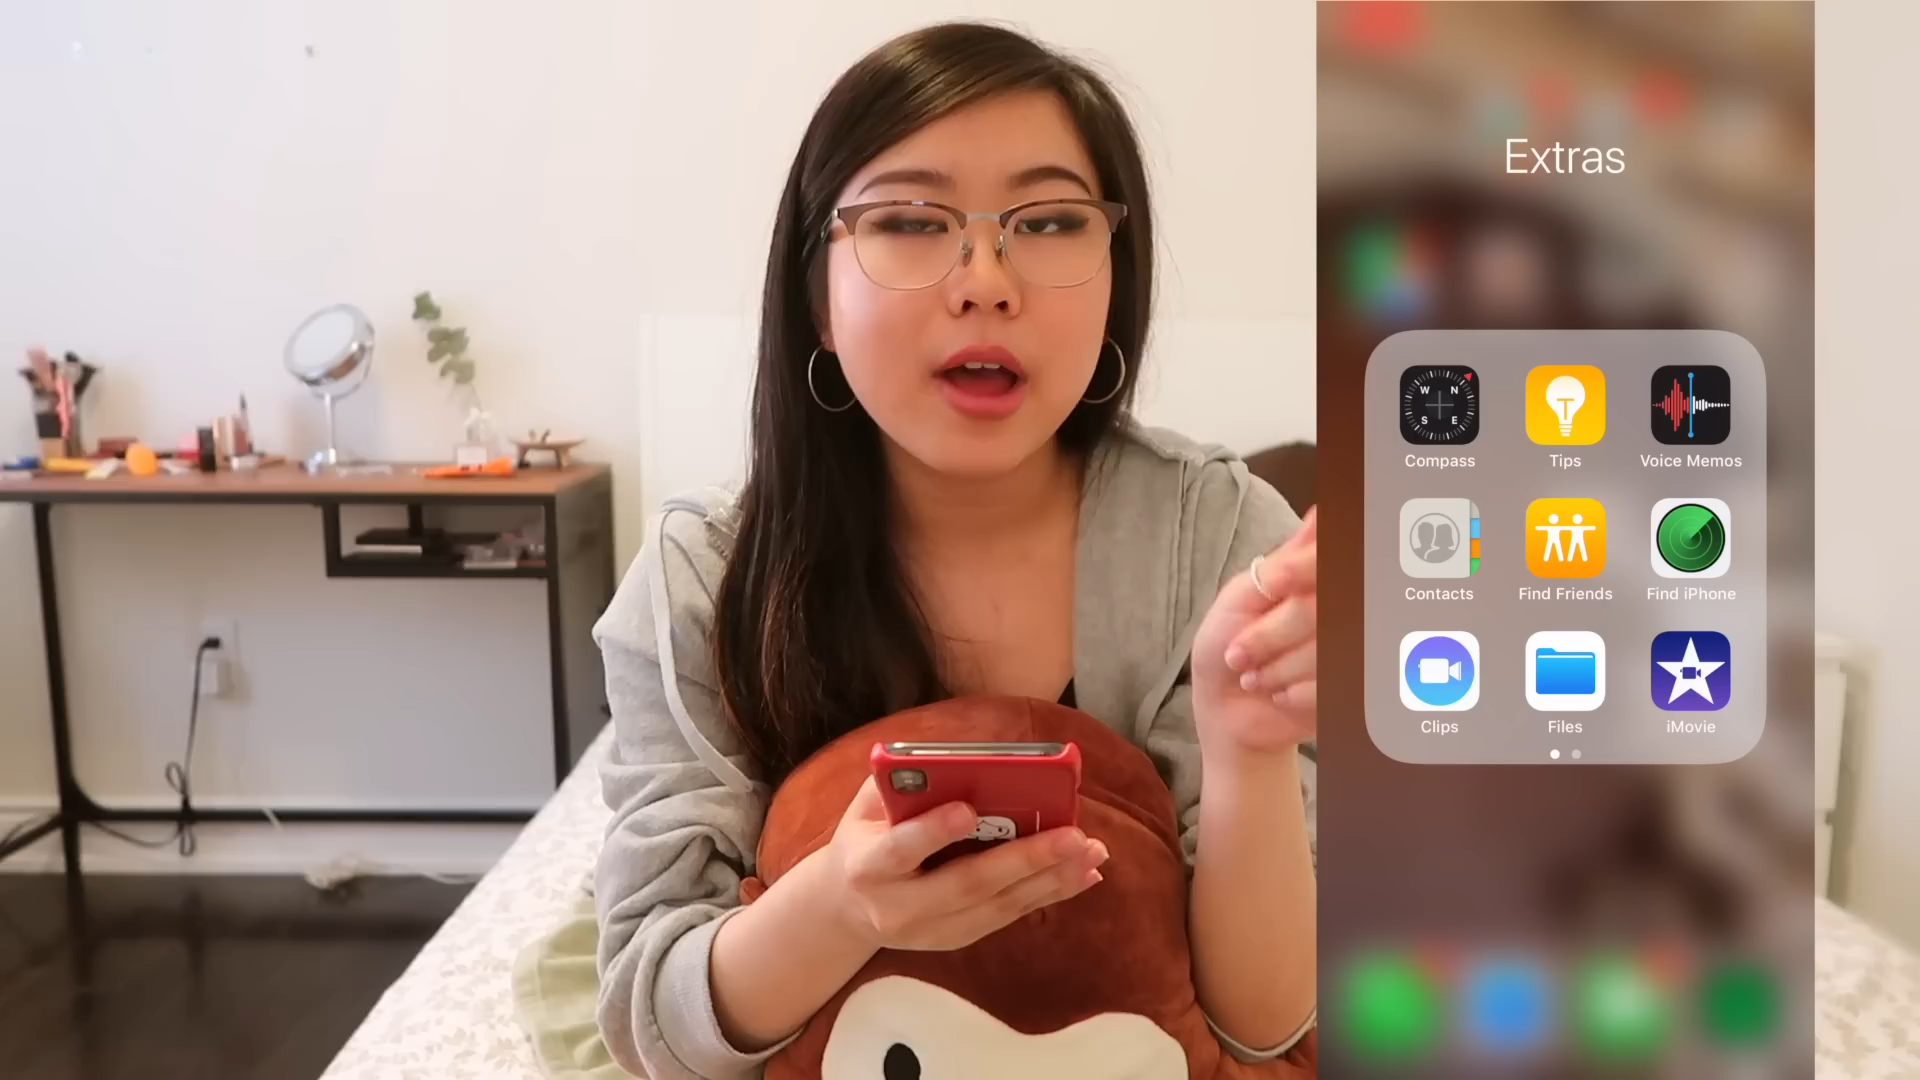 Extras
W N
S E
Compass
T
Tips
Voice Memos
Contacts
Find Friends
Find iPhone
Clips
Files
iMovie